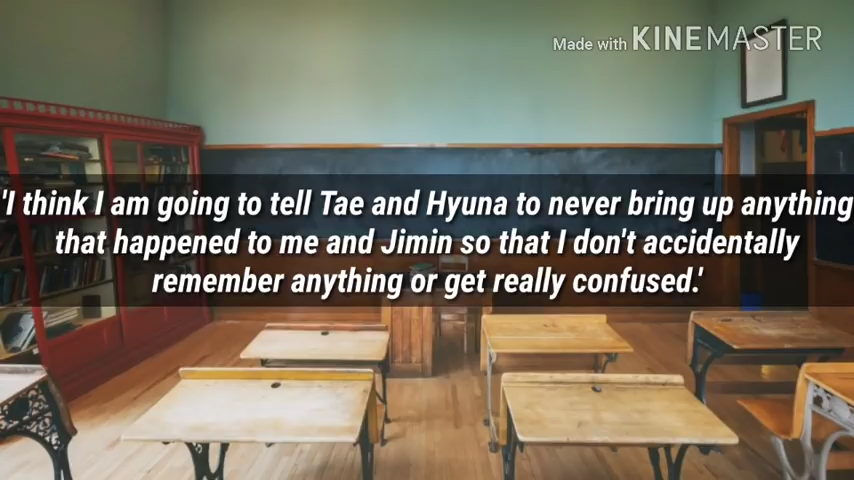 Made with KINEMASTER
'I think I am going to tell Tae and Hyuna to never bring up anything
that happened to me and Jimin so that I don't accidentally
remember anything or get really confused.'